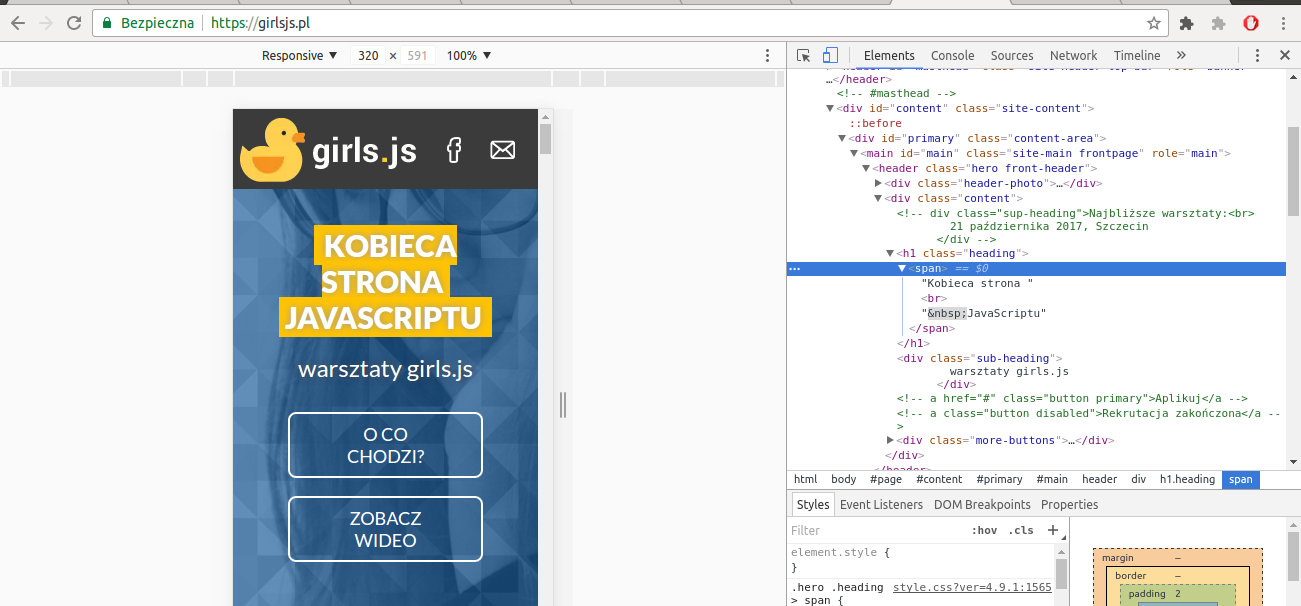 Bezpieczna
https://girlsjs.pl
Responsive ▼ 320 × 591 100% ▼
Elements Console Sources Network Timeline »
girls.js
KOBIECA
STRONA
JAVASCRIPTU
warsztaty girls.js
O CO
CHODZI?
ZOBACZ
WIDEO
…</header>
<!-- #masthead -->
▼<div id="content" class="site-content">
::before
▼<div id="primary" class="content-area">
▼<main id="main" class="site-main frontpage" role="main">
▼<header class="hero front-header">
▶<div class="header-photo">…</div>
▼<div class="content">
<!-- div class="sup-heading">Najbliższe warsztaty:<br>
21 października 2017, Szczecin
</div -->
▼<h1 class="heading">
… ▼<span> == $0
"Kobieca strona "
<br>
"&nbsp;JavaScriptu"
</span>
</h1>
<div class="sub-heading">
warsztaty girls.js
</div>
<!-- a href="#" class="button primary">Aplikuj</a -->
<!-- a class="button disabled">Rekrutacja zakończona</a --
>
▶<div class="more-buttons">…</div>
</div>
</header>
html body #page #content #primary #main header div h1.heading span
Styles Event Listeners DOM Breakpoints Properties
Filter :hov .cls +
element.style {
}
.hero .heading style.css?ver=4.9.1:1565
> span {
margin –
border –
padding 2